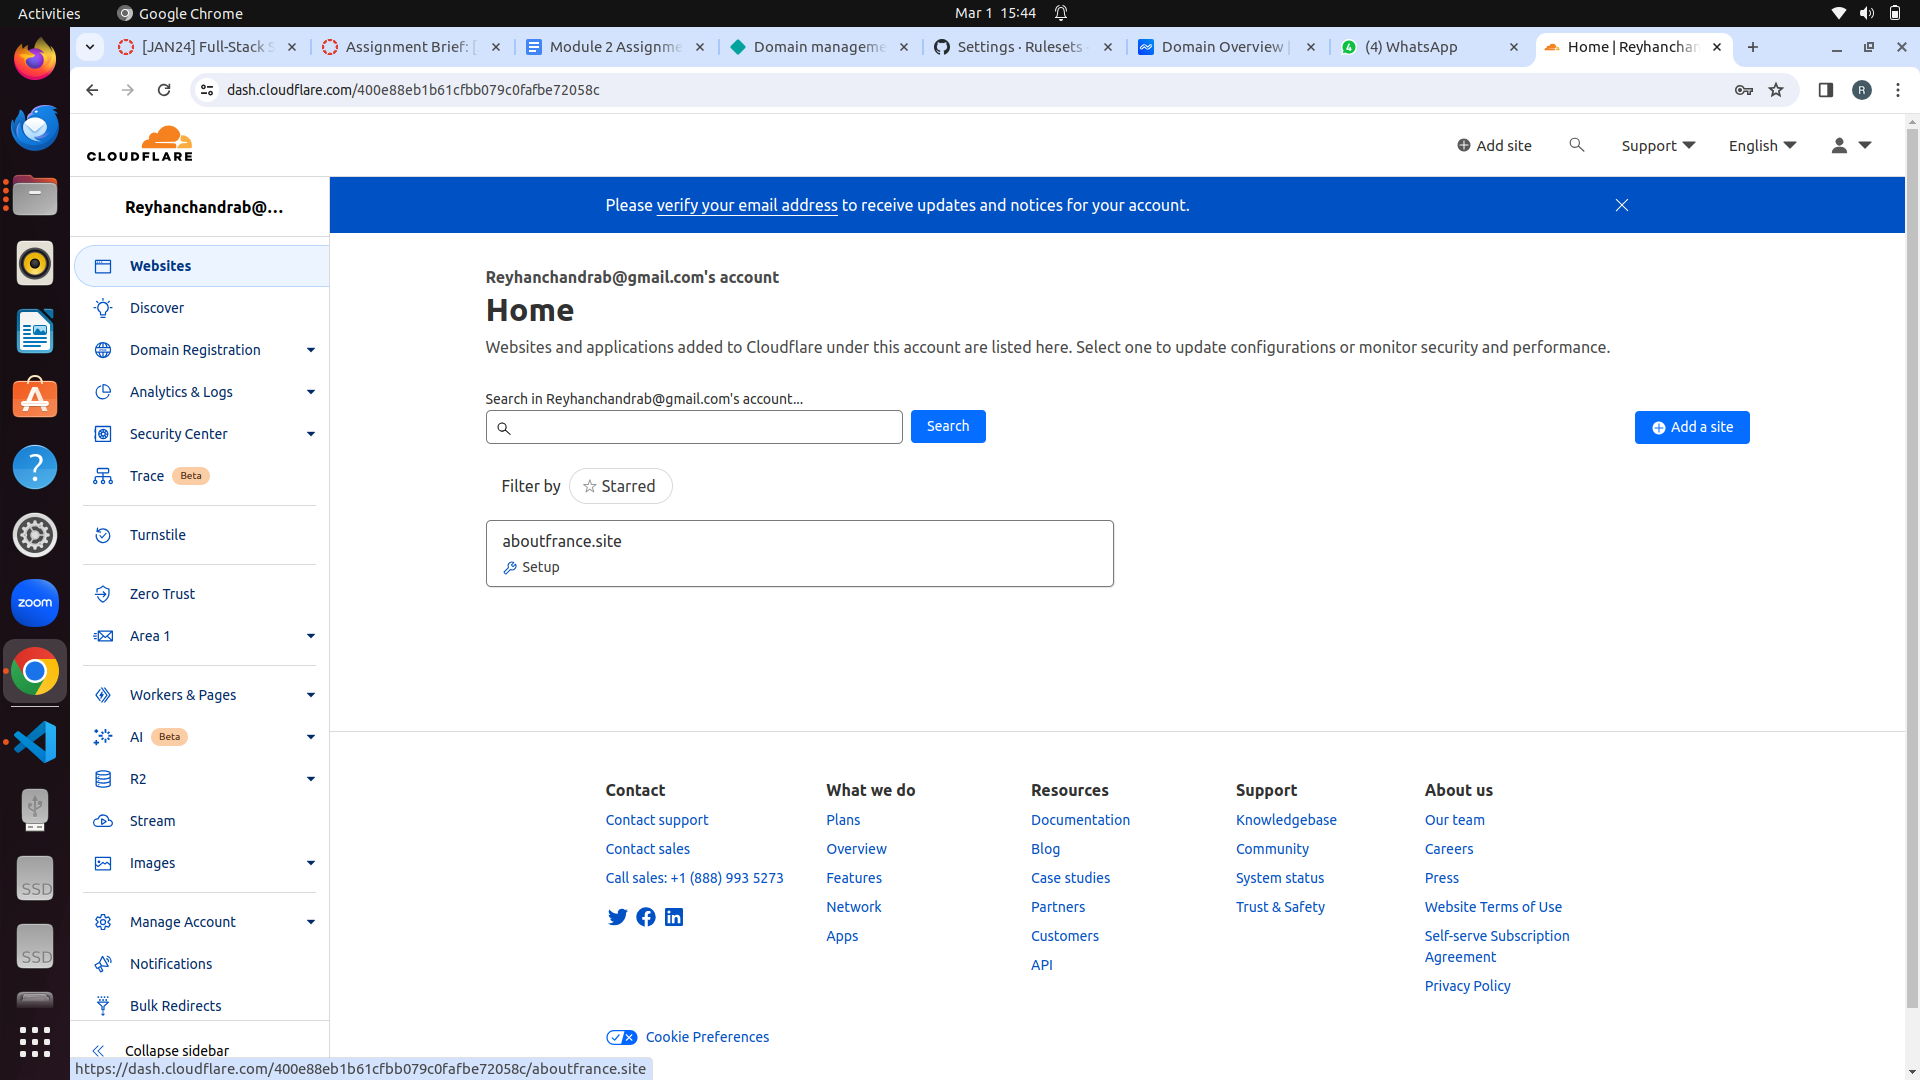 Activities
Google Chrome
Mar 1 15:44
[JAN24] Full-Stack S
Assignment Brief: [
Module 2 Assignme
Domain manageme
Settings · Rulesets
Domain Overview |
(4) WhatsApp
Home | Reyhanchan
dash.cloudflare.com/400e88eb1b61cfbb079c0fafbe72058c
R
CLOUDFLARE
Add site
Support
English
Reyhanchandrab@...
Please verify your email address to receive updates and notices for your account.
Websites
Discover
Domain Registration
Analytics & Logs
Security Center
Trace Beta
Turnstile
Zero Trust
Area 1
Workers & Pages
AI Beta
R2
Stream
Images
Manage Account
Notifications
Bulk Redirects
Collapse sidebar
Reyhanchandrab@gmail.com's account
Home
Websites and applications added to Cloudflare under this account are listed here. Select one to update configurations or monitor security and performance.
Search in Reyhanchandrab@gmail.com's account...
Search
Add a site
Filter by
Starred
aboutfrance.site
Setup
Contact
Contact support
Contact sales
Call sales: +1 (888) 993 5273
What we do
Plans
Overview
Features
Network
Apps
Resources
Documentation
Blog
Case studies
Partners
Customers
API
Support
Knowledgebase
Community
System status
Trust & Safety
About us
Our team
Careers
Press
Website Terms of Use
Self-serve Subscription
Agreement
Privacy Policy
Cookie Preferences
https://dash.cloudflare.com/400e88eb1b61cfbb079c0fafbe72058c/aboutfrance.site
zoom
SSD
SSD